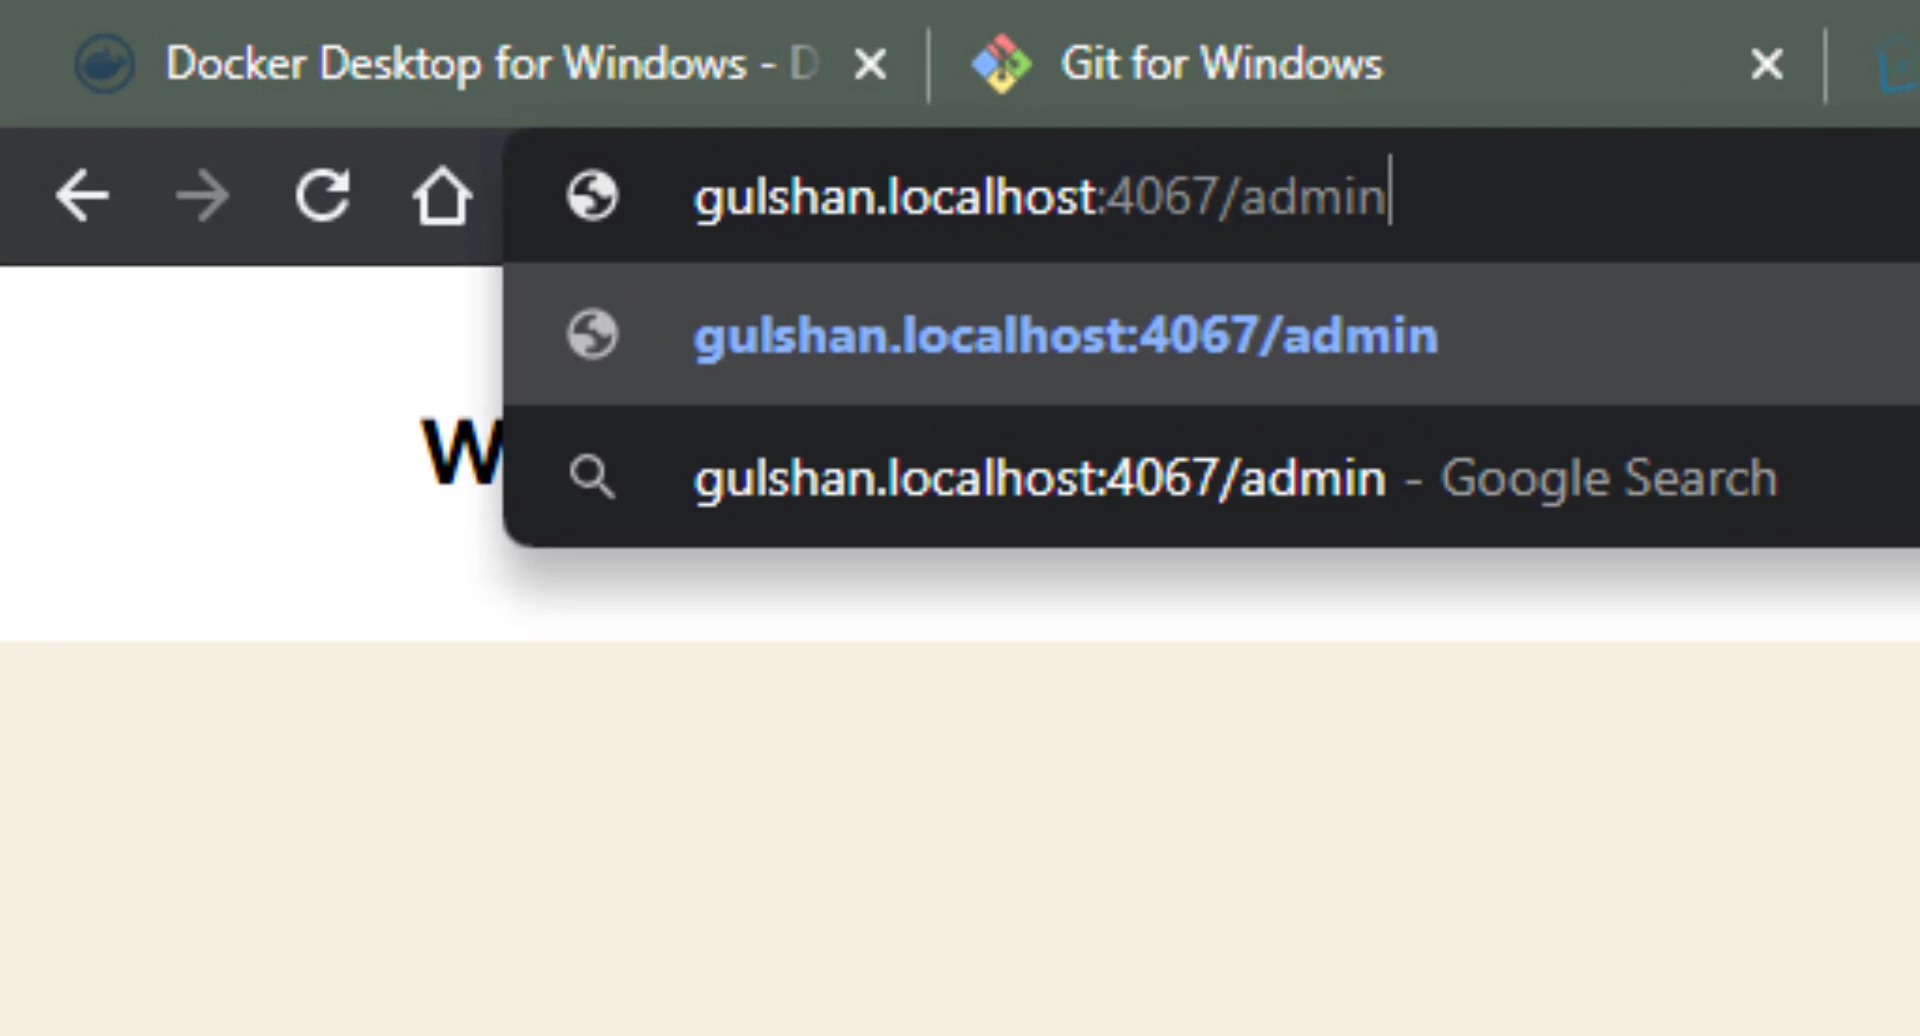 Docker Desktop for Windows - D
Git for Windows
gulshan.localhost:4067/admin
gulshan.localhost:4067/admin
W
gulshan.localhost:4067/admin - Google Search